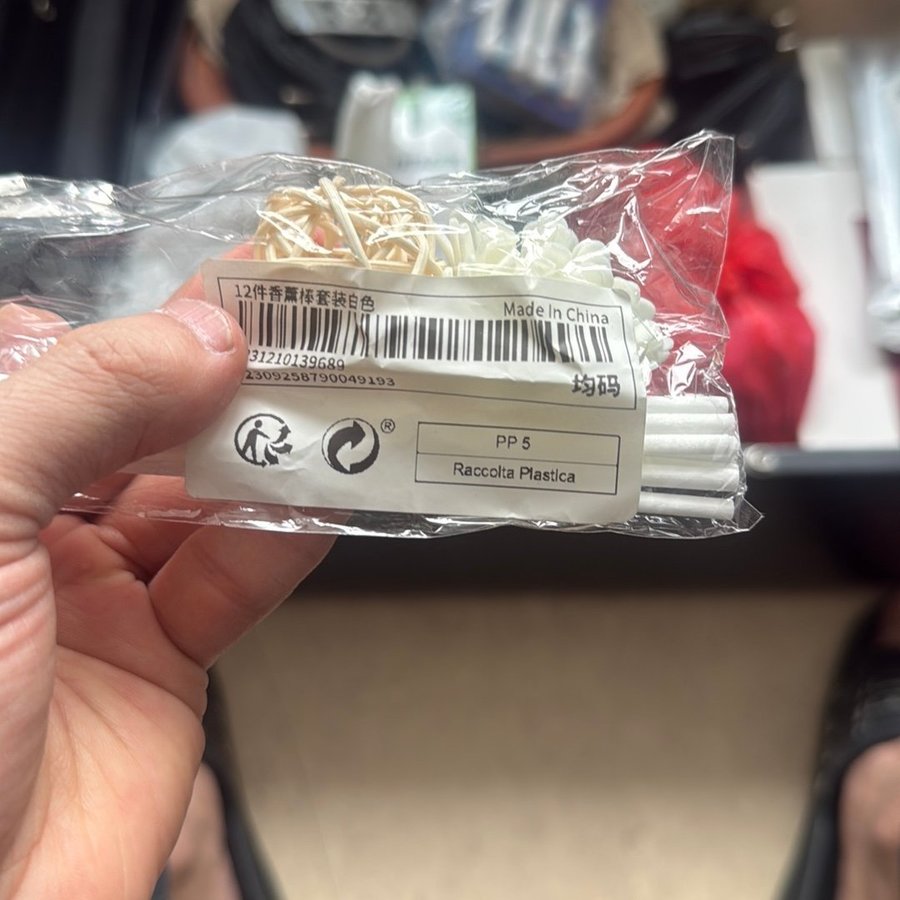 12件香薰棒套装白色
Made In China
31210139689
2309258790049193
均码
®
PP 5
Raccolta Plastica